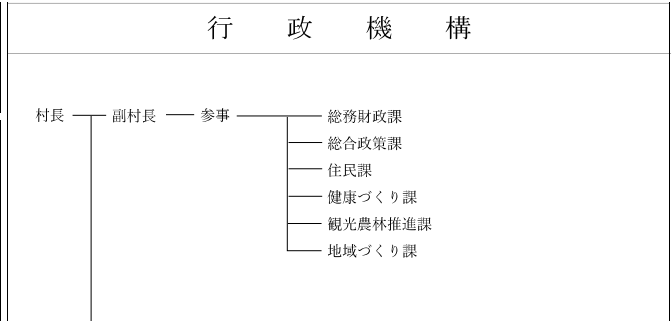 行政機構
村長 副村長 参事 総務財政課
総合政策課
住民課
健康づくり課
観光農林推進課
地域づくり課